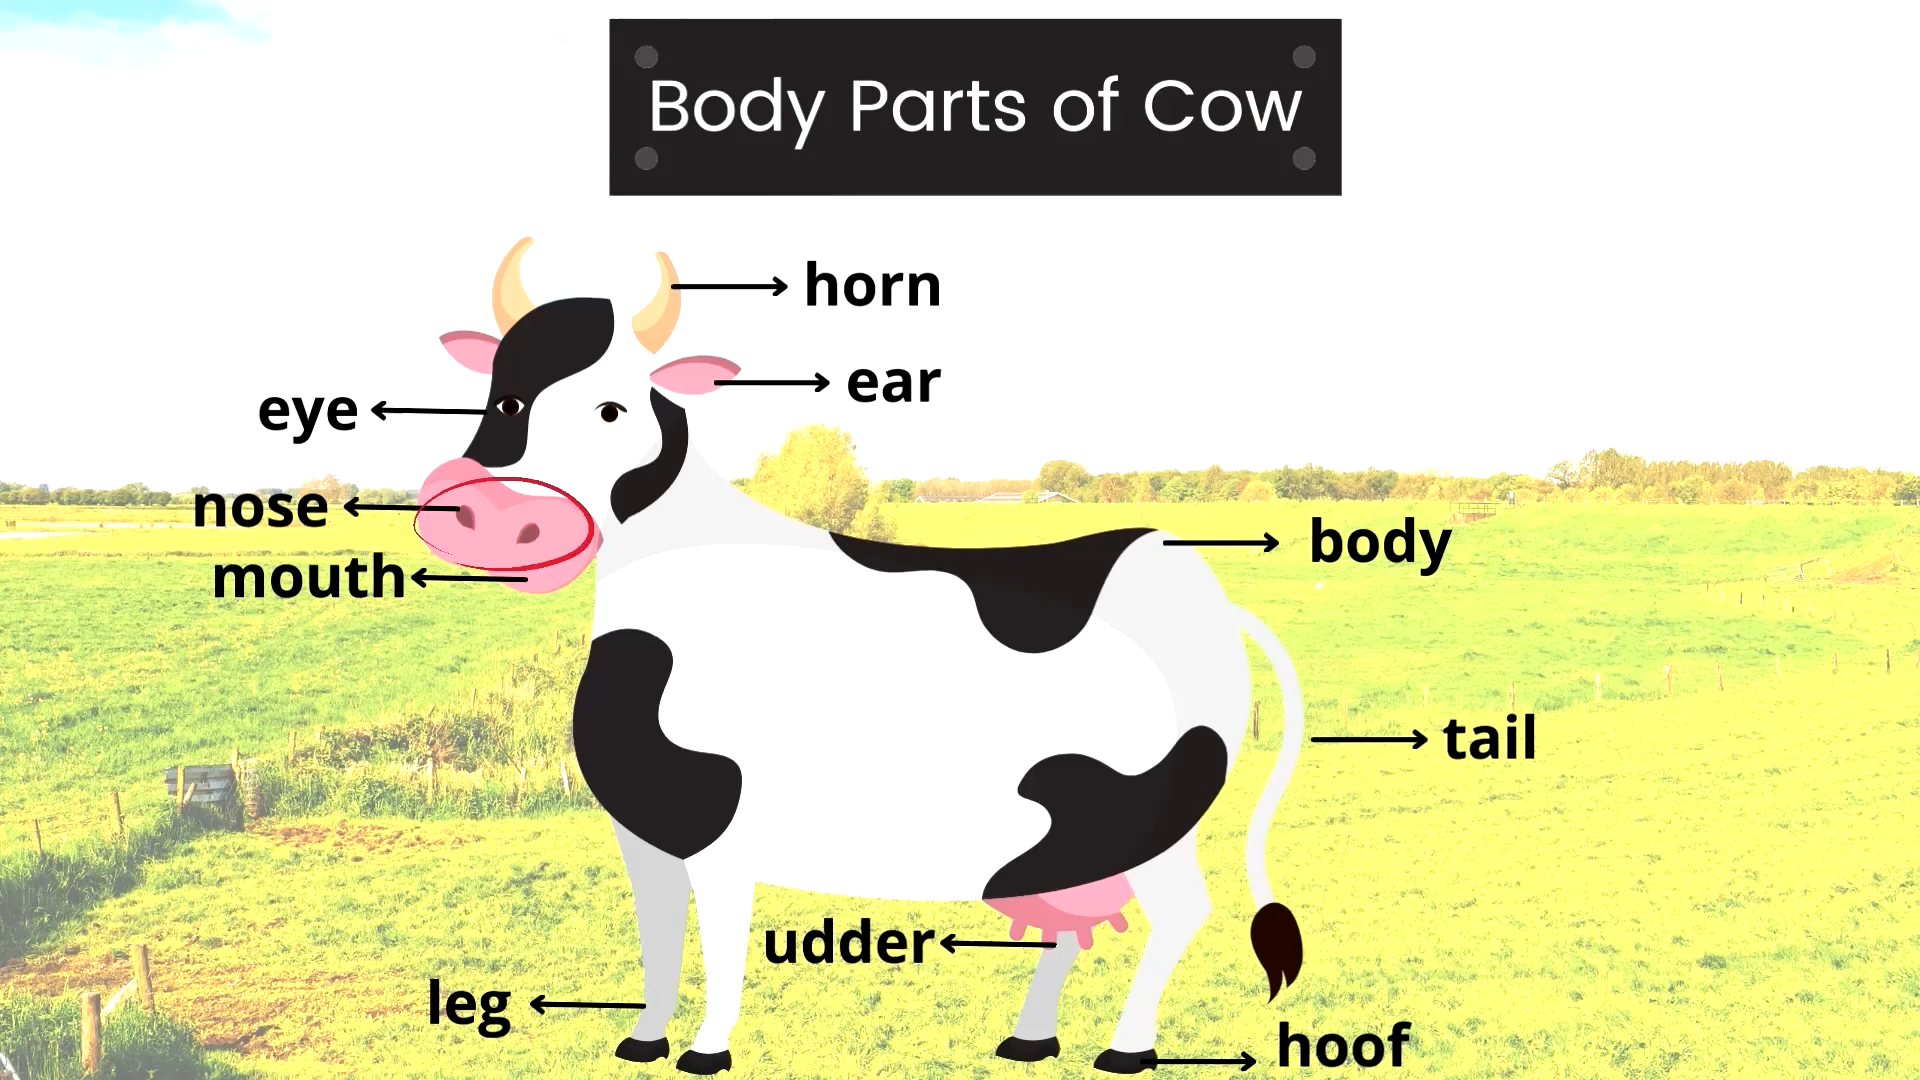 Body Parts of Cow
horn
ear
eye
nose
mouth
body
tail
udder
leg
hoof